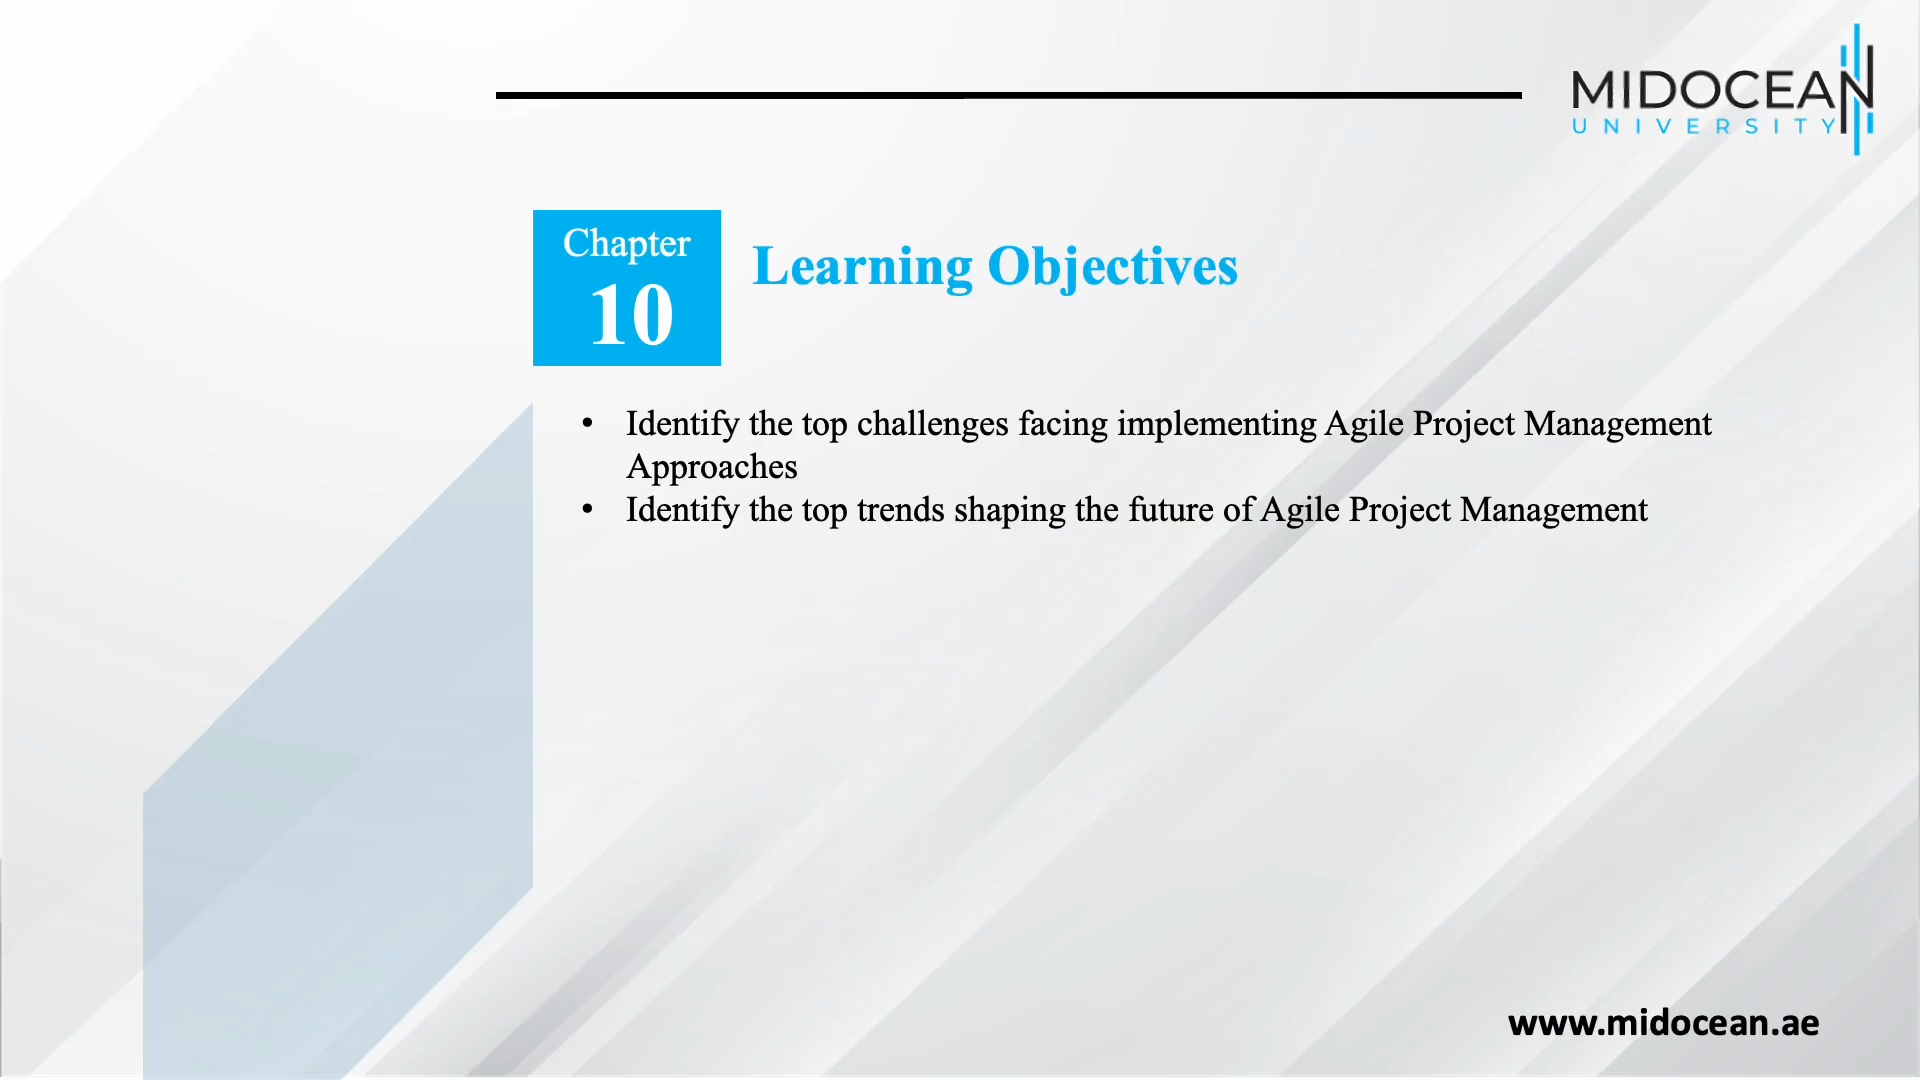 MIDOCEAN
UNIVERSITY
Chapter
10
Learning Objectives
• Identify the top challenges facing implementing Agile Project Management
Approaches
• Identify the top trends shaping the future of Agile Project Management
www.midocean.ae